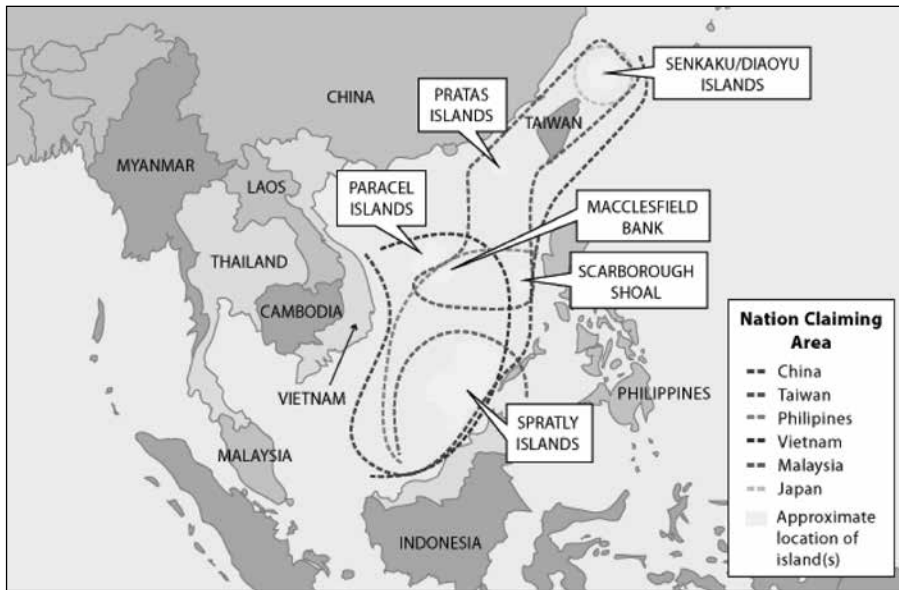 SENKAKU/DIAOYU
ISLANDS
CHINA
PRATAS
ISLANDS
TAIWAN
MYANMAR
LAOS
PARACEL
ISLANDS
MACCLESFIELD
BANK
THAILAND
SCARBOROUGH
SHOAL
CAMBODIA
VIETNAM
PHILIPPINES
SPRATLY
ISLANDS
MALAYSIA
INDONESIA
Nation Claiming
Area
China
Taiwan
Philipines
Vietnam
Malaysia
Japan
Approximate
location of
island(s)